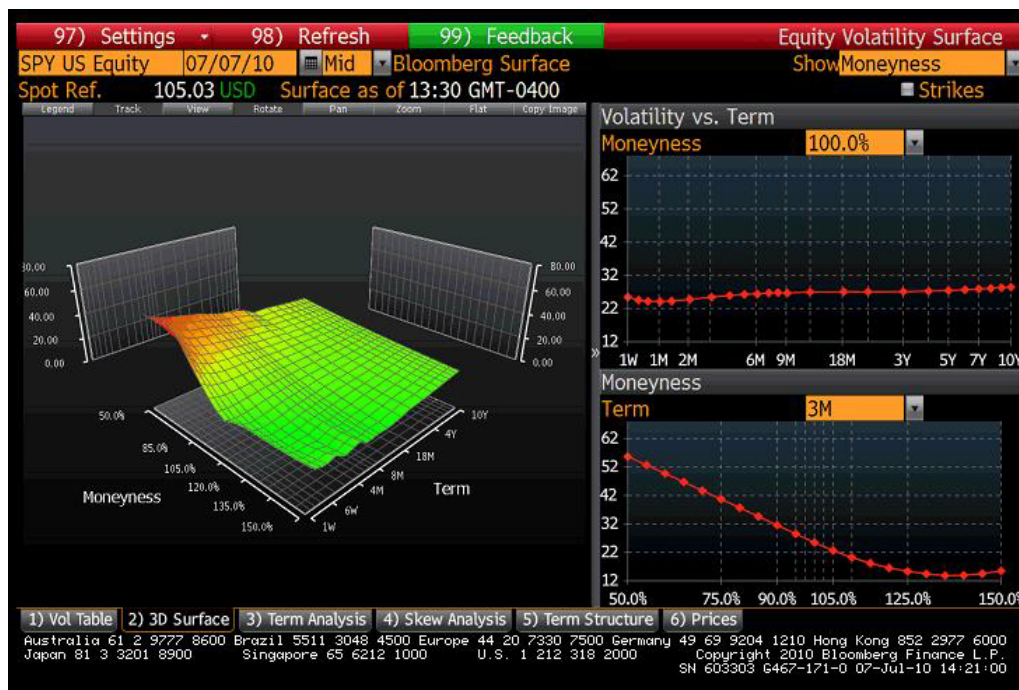 97) Settings 98) Refresh 99) Feedback Equity Volatility Surface
SPY US Equity 07/07/10 Mid Bloomberg Surface Show Moneyness
Spot Ref. 105.03 USD Surface as of 13:30 GMT-0400 Strikes
Legend Track View Rotate Pan Zoom Flat Copy Image
Volatility vs. Term
Moneyness 100.0%
62
52
42
32
22
12
1W 1M 2M 6M 9M 18M 3Y 5Y 7Y 10Y
80.00 80.00
60.00 60.00
40.00 40.00
20.00 20.00
0.00 0.00
50.0% 10Y
85.0% 4Y
105.0% 18M
120.0% 8M
135.0% 4M
150.0% 6W
1W
Moneyness Term
»
Moneyness
Term 3M
62
52
42
32
22
12
50.0% 75.0% 90.0% 105.0% 125.0% 150.0%
1) Vol Table 2) 3D Surface 3) Term Analysis 4) Skew Analysis 5) Term Structure 6) Prices
Australia 61 2 9777 8600 Brazil 5511 3048 4500 Europe 44 20 7330 7500 Germany 49 69 9204 1210 Hong Kong 852 2977 6000
Japan 81 3 3201 8900 Singapore 65 6212 1000 U.S. 1 212 318 2000 Copyright 2010 Bloomberg Finance L.P.
SN 603303 G467-171-0 07-Jul-10 14:21:00